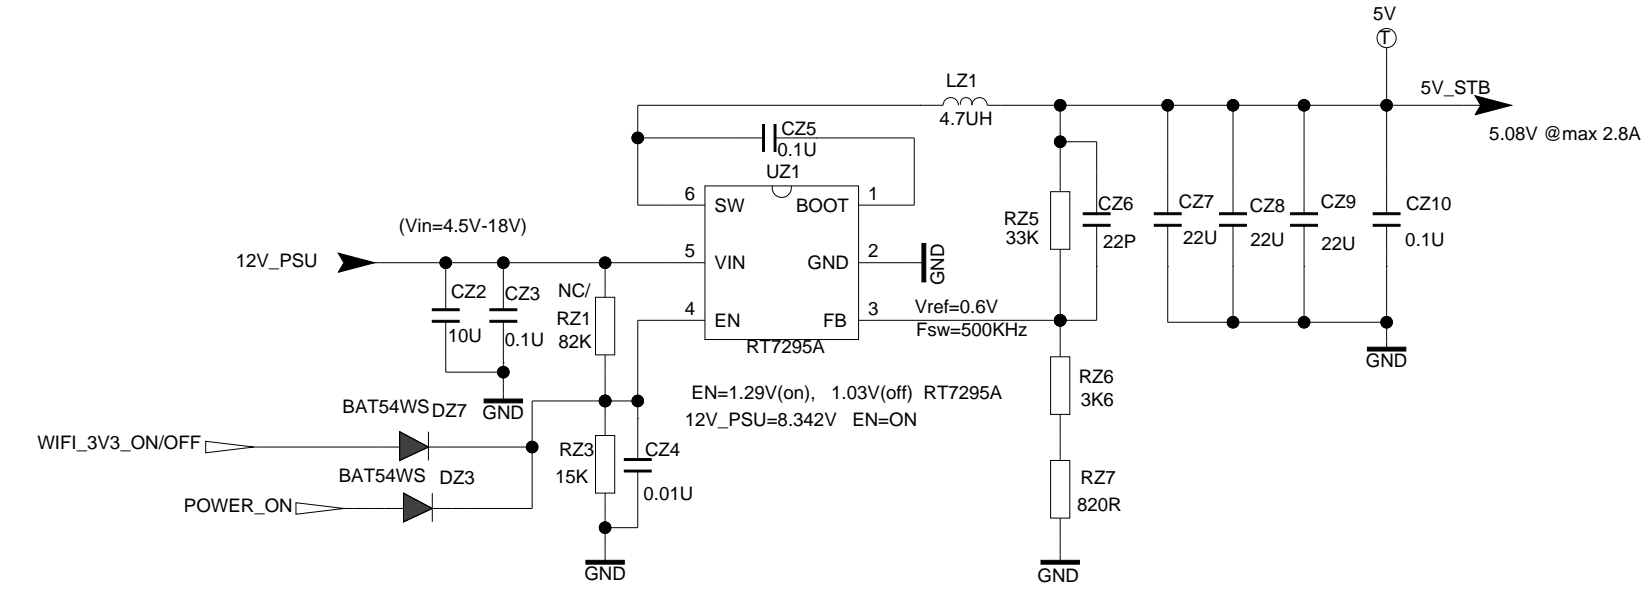 5V
T
LZ1
5V_STB
4.7UH
5.08V @max 2.8A
CZ5
0.1U
UZ1
6
1
SW
BOOT
(Vin=4.5V-18V)
RZ5
33K
CZ6
22P
CZ7
22U
CZ8
22U
CZ9
22U
CZ10
0.1U
12V_PSU
5
2
VIN
GND
GND
NC/
RZ1
82K
CZ2
10U
CZ3
0.1U
4
3
EN
FB
Vref=0.6V
Fsw=500KHz
RT7295A
GND
EN=1.29V(on), 1.03V(off) RT7295A
12V_PSU=8.342V EN=ON
GND
RZ6
3K6
BAT54WS DZ7
WIFI_3V3_ON/OFF
BAT54WS DZ3
POWER_ON
RZ3
15K
CZ4
0.01U
RZ7
820R
GND
GND